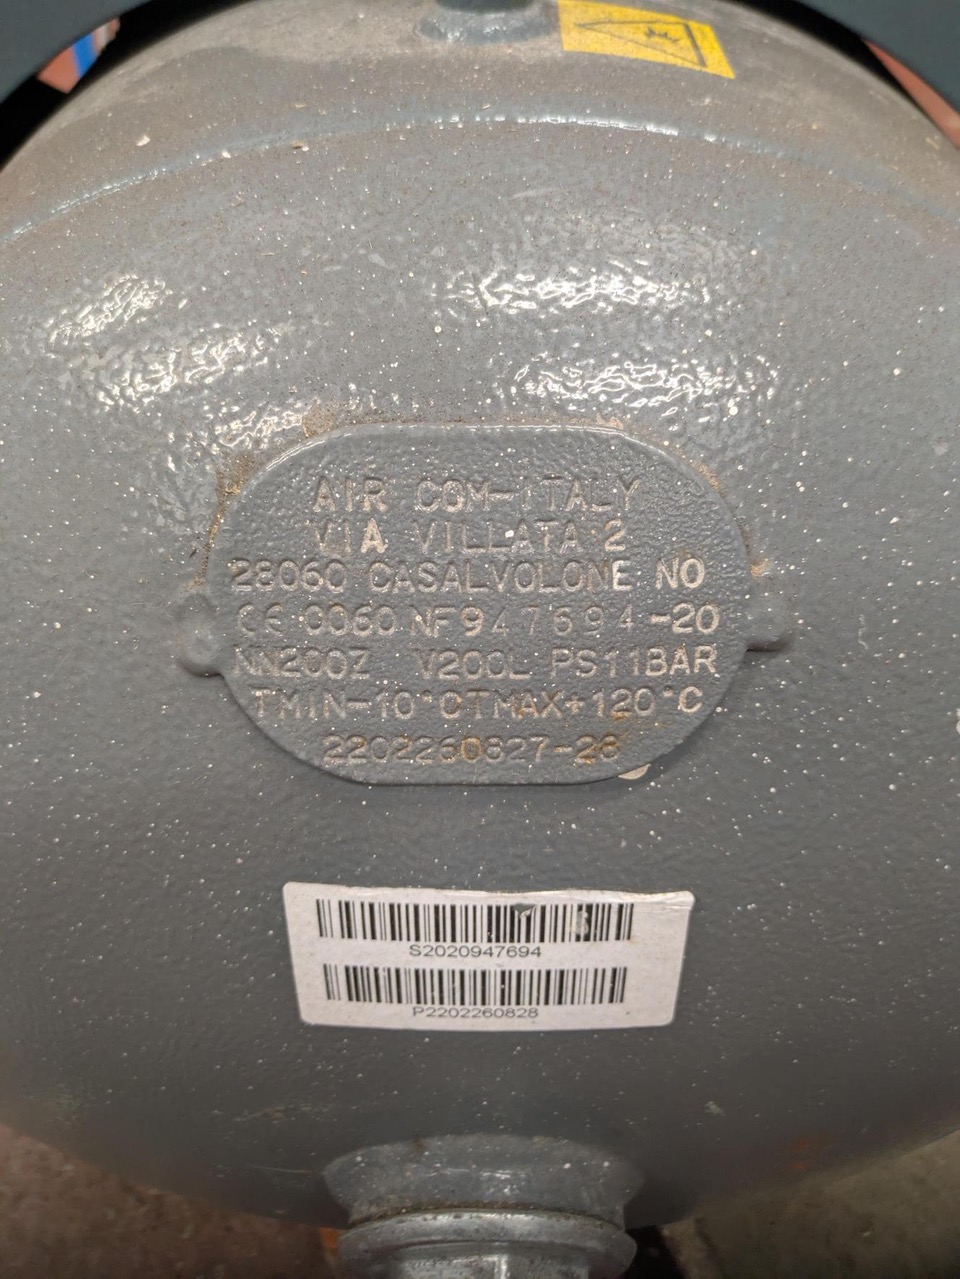 AIR COM-ITALY
VIA VILLATA 2
28060 CASALVOLONE NO
CE 0060 NF947694-20
NN200Z V200L PS11BAR
TMIN-10°CTMAX+120°C
2202260827-28
S2020947694
P2202260828